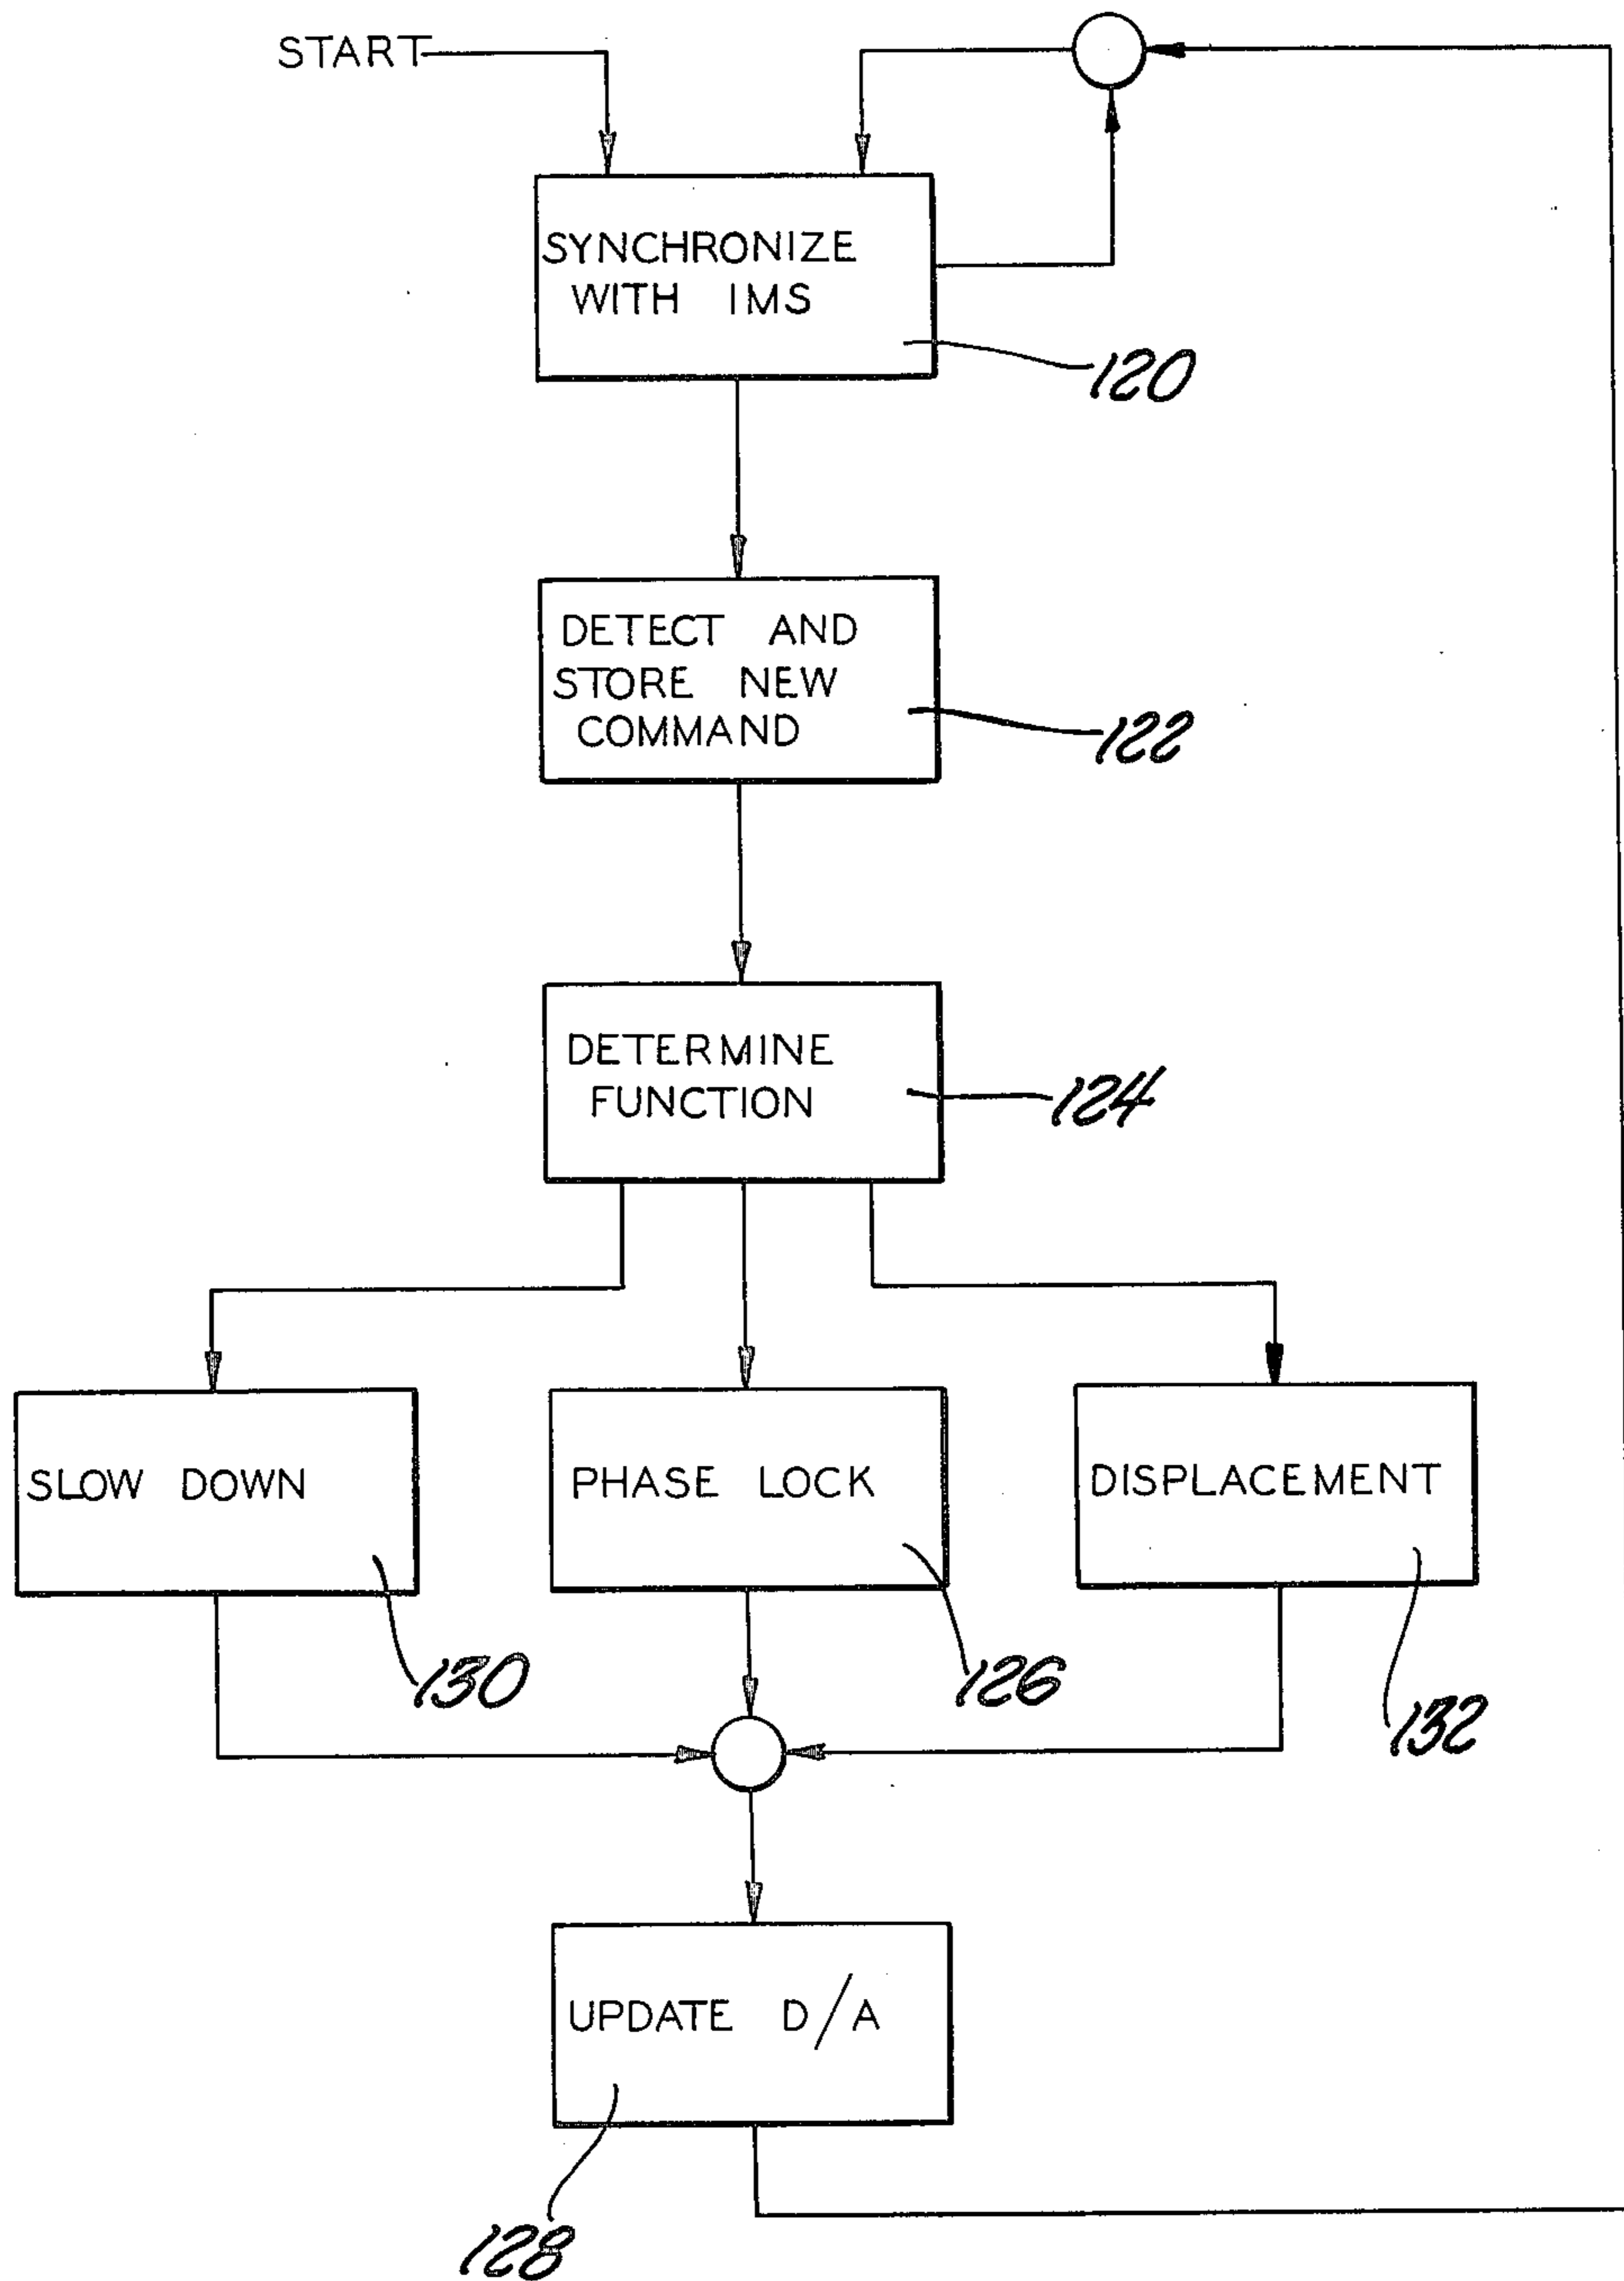 START
SYNCHRONIZE
WITH IMS
120
DETECT AND
STORE NEW
COMMAND
122
DETERMINE
FUNCTION
124
SLOW DOWN
PHASE LOCK
DISPLACEMENT
130
126
132
UPDATE D/A
128